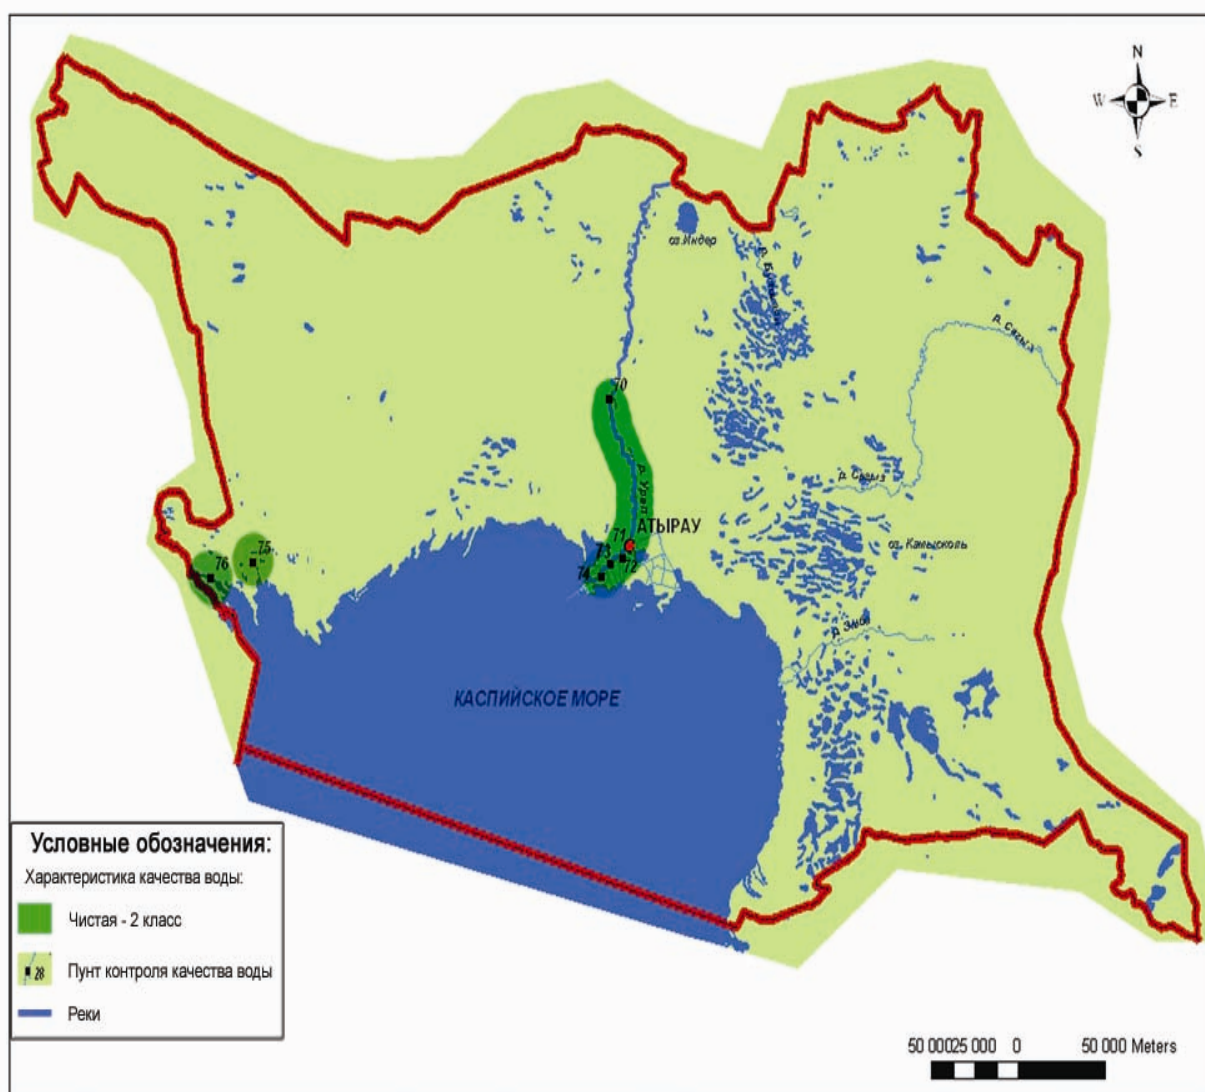 N
W E
S
оз.Индер
р. Сагыз
70
р. Урал
р. Сагыз
71
АТЫРАУ
оз. Камысколь
73
72
74
75
76
р. Эмба
КАСПИЙСКОЕ МОРЕ
Условные обозначения:
Характеристика качества воды:
Чистая - 2 класс
28
Пунт контроля качества воды
Реки
50 00025 000 0 50 000 Meters